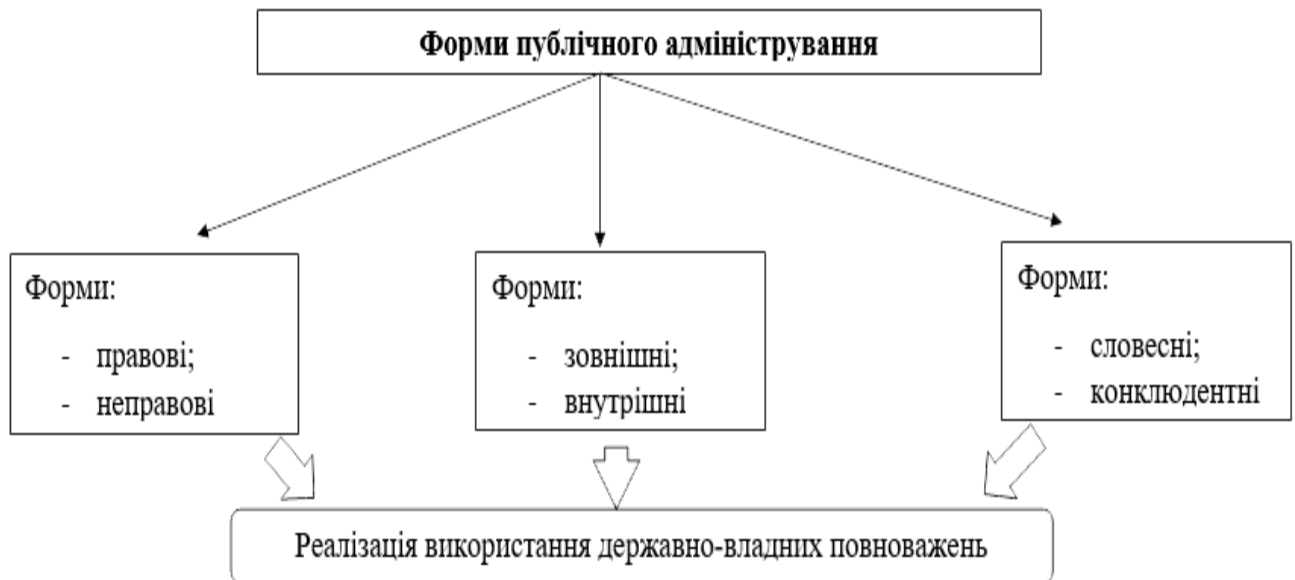 Форми публічного адміністрування
Форми:
- правові;
- неправові
Форми:
- зовнішні;
- внутрішні
Форми:
- словесні;
- конклюдентні
Реалізація використання державно-владних повноважень